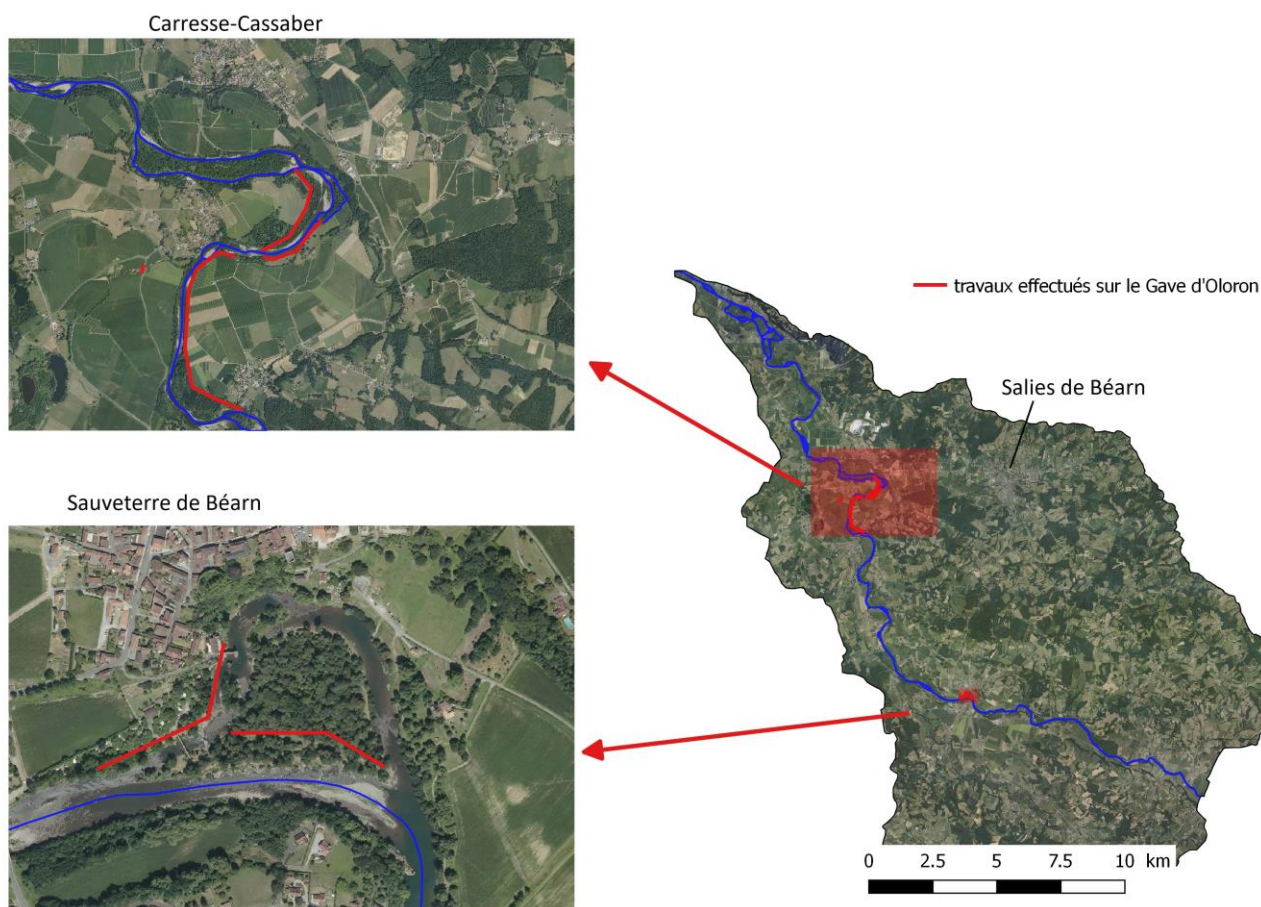 Carresse-Cassaber
travaux effectués sur le Gave d'Oloron
Salies de Béarn
Sauveterre de Béarn
0 2.5 5 7.5 10 km